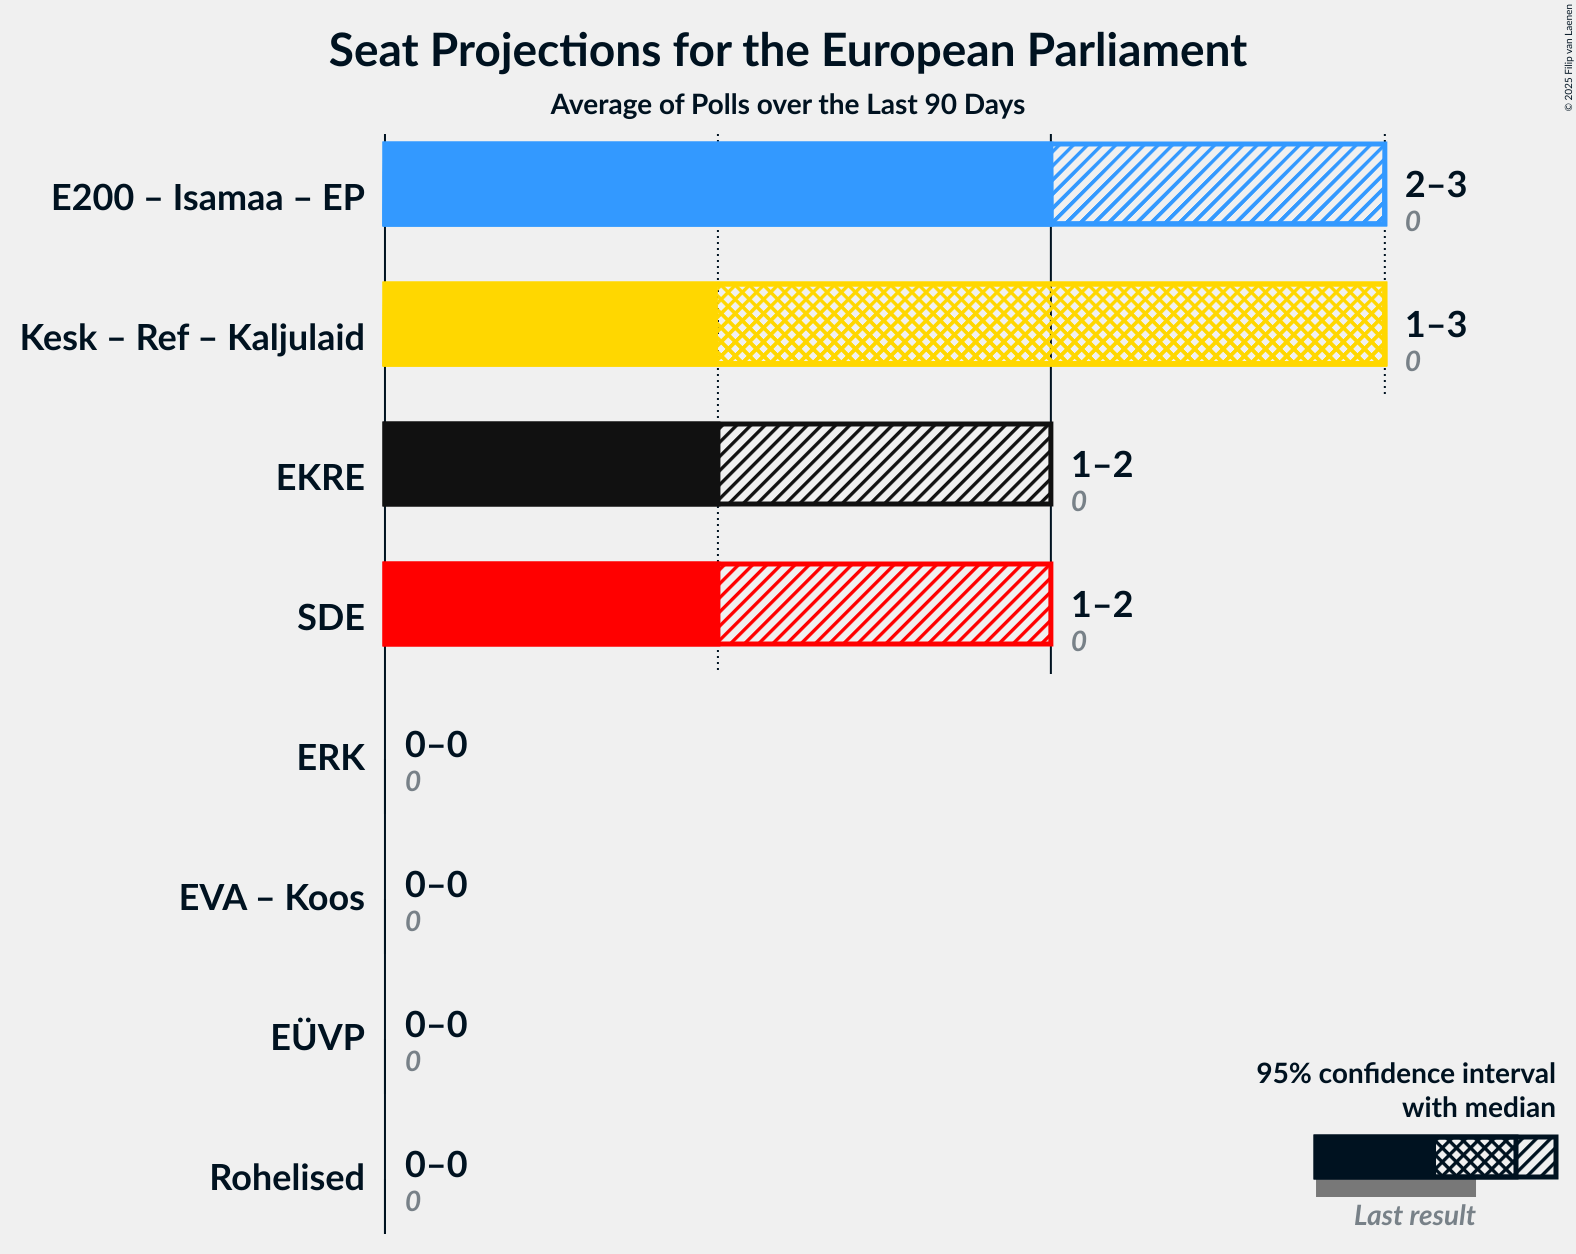 Seat Projections for the European Parliament
Average of Polls over the Last 90 Days
© 2025 Filip van Laenen
E200 – Isamaa – EP
2–3
0
Kesk – Ref – Kaljulaid
1–3
0
EKRE
1–2
0
SDE
1–2
0
ERK
0–0
0
EVA – Koos
0–0
0
EÜVP
0–0
0
Rohelised
0–0
0
95% confidence interval
with median
Last result